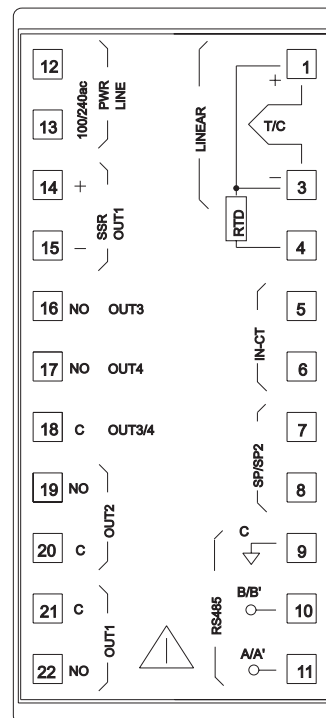 12
100/240ac
PWR
LINE
13
14 +
15 –
SSR
OUT1
16 NO OUT3
17 NO OUT4
18 C OUT3/4
19 NO
20 C
OUT2
21 C
22 NO
OUT1
LINEAR
1
+
T/C
–
3
RTD
4
5
IN-CT
6
7
SP/SP2
8
C
9
RS485
B/B'
10
A/A'
11